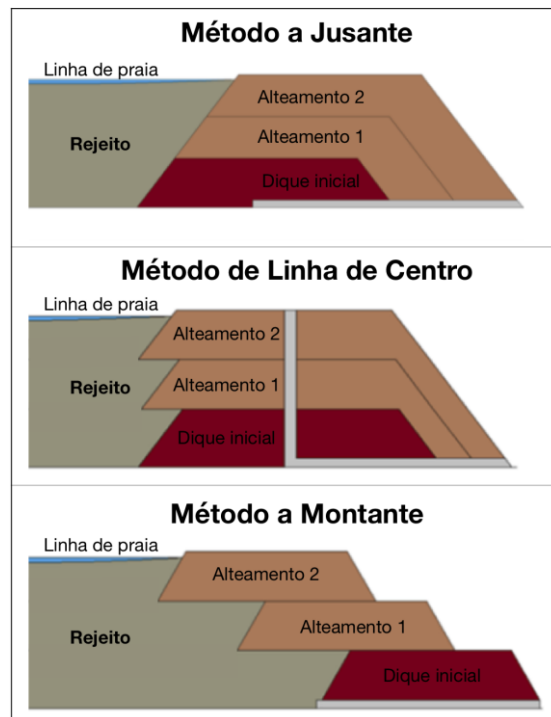 Método a Jusante
Linha de praia
Alteamento 2
Alteamento 1
Rejeito
Dique inicial
Método de Linha de Centro
Linha de praia
Alteamento 2
Rejeito
Alteamento 1
Dique inicial
Método a Montante
Linha de praia
Alteamento 2
Alteamento 1
Rejeito
Dique inicial